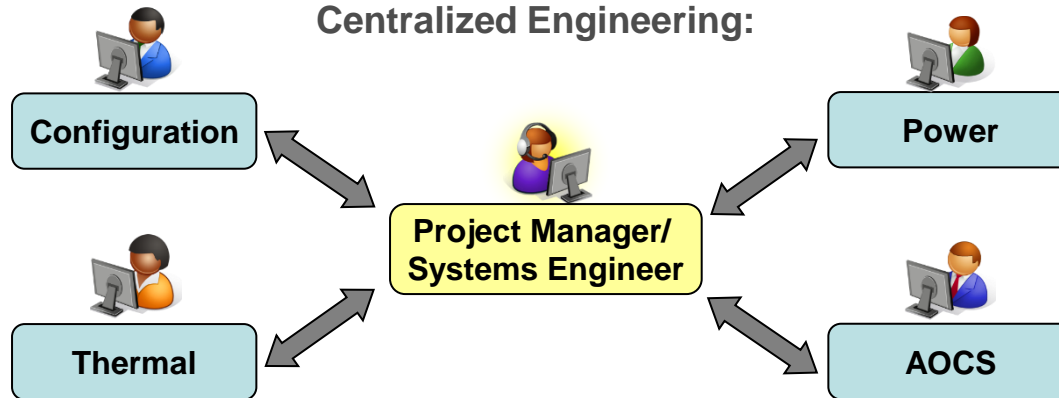 Centralized Engineering:
Configuration
Power
Project Manager/
Systems Engineer
Thermal
AOCS